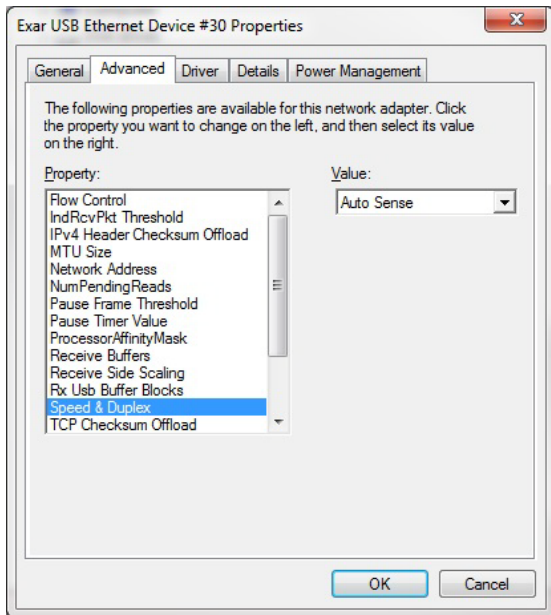 Exar USB Ethernet Device #30 Properties
General
Advanced
Driver
Details
Power Management
The following properties are available for this network adapter. Click
the property you want to change on the left, and then select its value
on the right.
Property:
Value:
Flow Control
IndRcvPkt Threshold
IPv4 Header Checksum Offload
MTU Size
Network Address
NumPendingReads
Pause Frame Threshold
Pause Timer Value
ProcessorAffinityMask
Receive Buffers
Receive Side Scaling
Rx Usb Buffer Blocks
Speed & Duplex
TCP Checksum Offload
Auto Sense
OK
Cancel